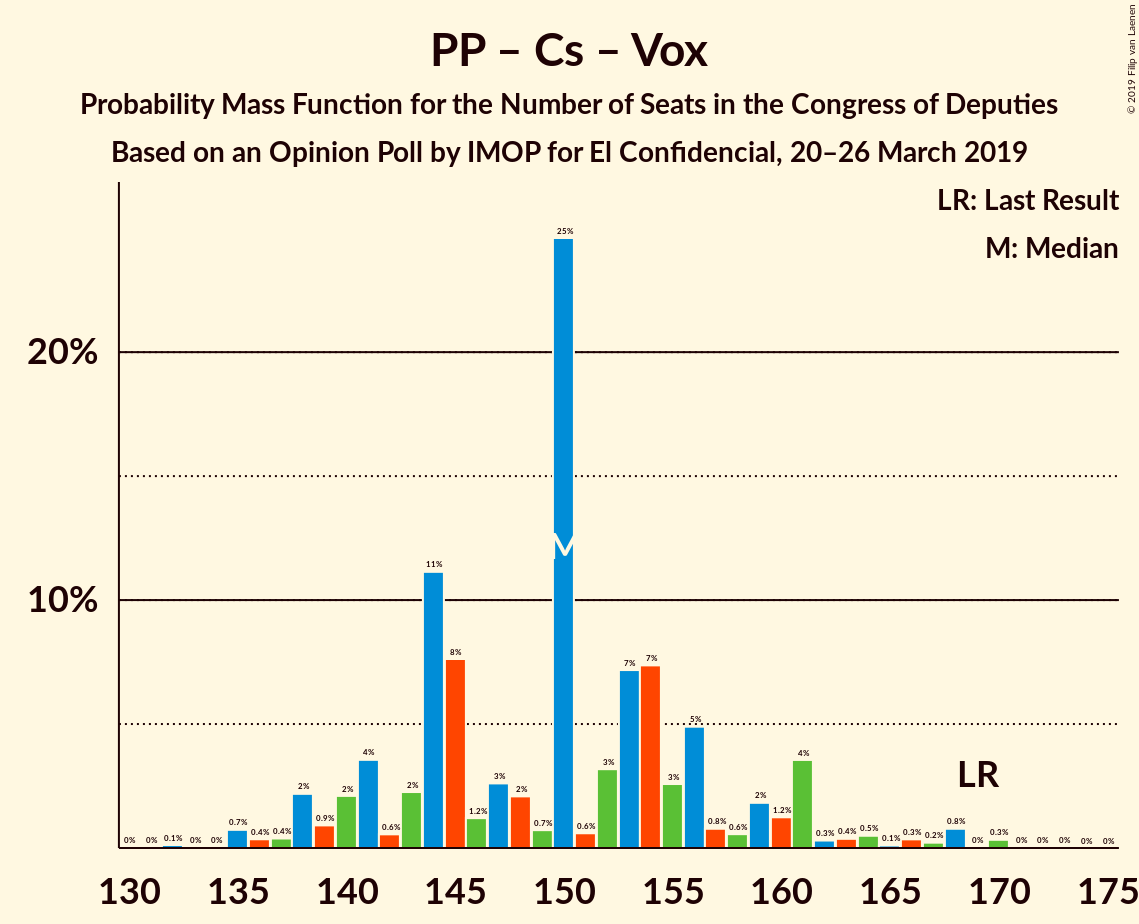 PP – Cs – Vox
Probability Mass Function for the Number of Seats in the Congress of Deputies
Based on an Opinion Poll by IMOP for El Confidencial, 20–26 March 2019
© 2019 Filip van Laenen
LR: Last Result
M: Median
20%
10%
0% 0% 0.1% 0% 0% 0.7% 0.4% 0.4% 2% 0.9% 2% 4% 0.6% 2% 11% 8% 1.2% 3% 2% 0.7% 25% 0.6% 3% 7% 7% 3% 5% 0.8% 0.6% 2% 1.2% 4% 0.3% 0.4% 0.5% 0.1% 0.3% 0.2% 0.8% 0% 0.3% 0% 0% 0% 0% 0%
M
LR
130 135 140 145 150 155 160 165 170 175